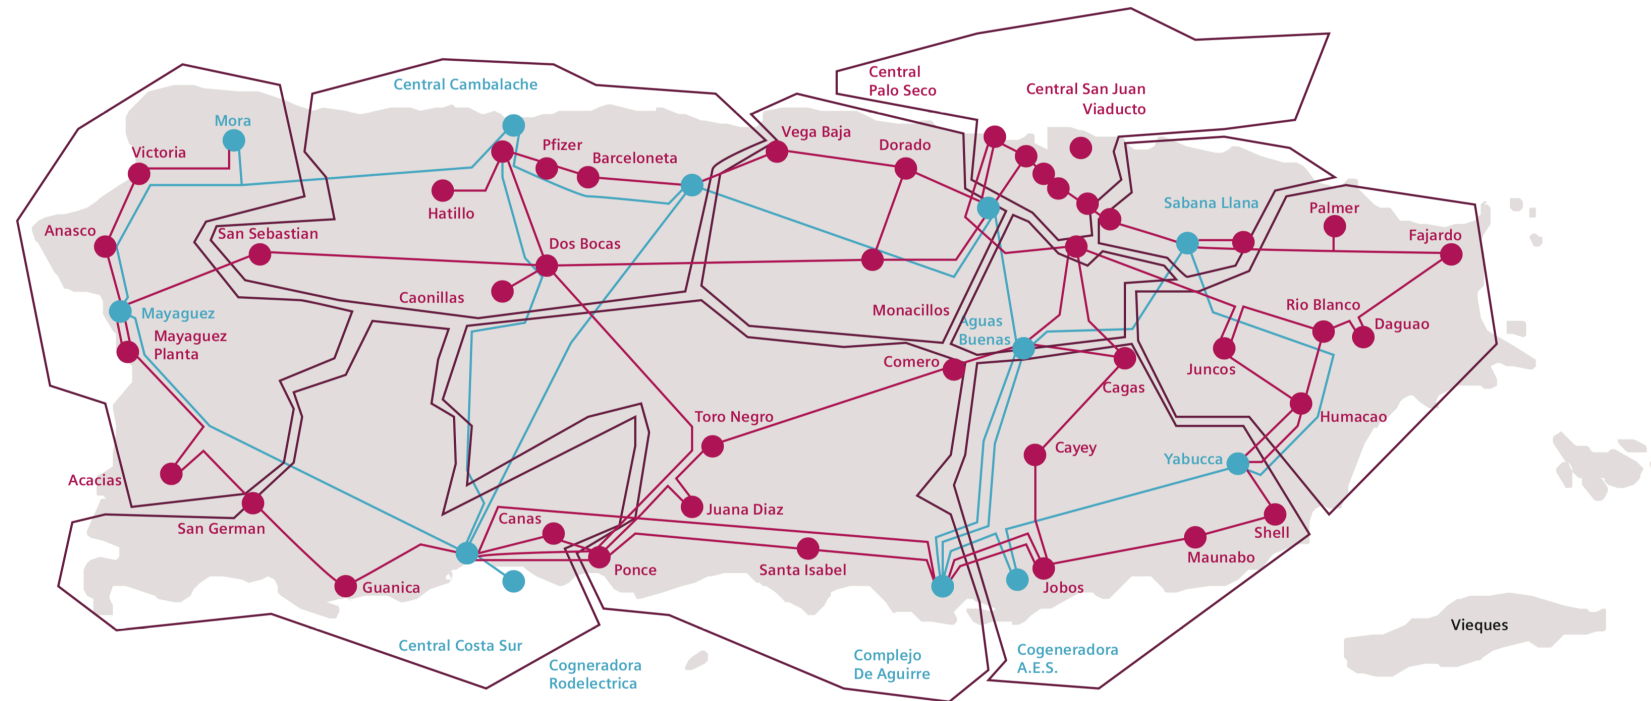 Central
Palo Seco
Central San Juan
Viaducto
Central Cambalache
Mora
Victoria
Pfizer
Barceloneta
Vega Baja
Dorado
Hatillo
Sabana Llana
Palmer
Fajardo
Anasco
San Sebastian
Dos Bocas
Caonillas
Mayaguez
Mayaguez
Planta
Monacillos
Aguas
Buenas
Rio Blanco
Daguao
Comero
Cagas
Juncos
Humacao
Toro Negro
Cayey
Yabucca
Acacias
San German
Canas
Juana Diaz
Shell
Maunabo
Guanica
Ponce
Santa Isabel
Jobos
Vieques
Central Costa Sur
Cogneradora
Rodelectrica
Complejo
De Aguirre
Cogeneradora
A.E.S.